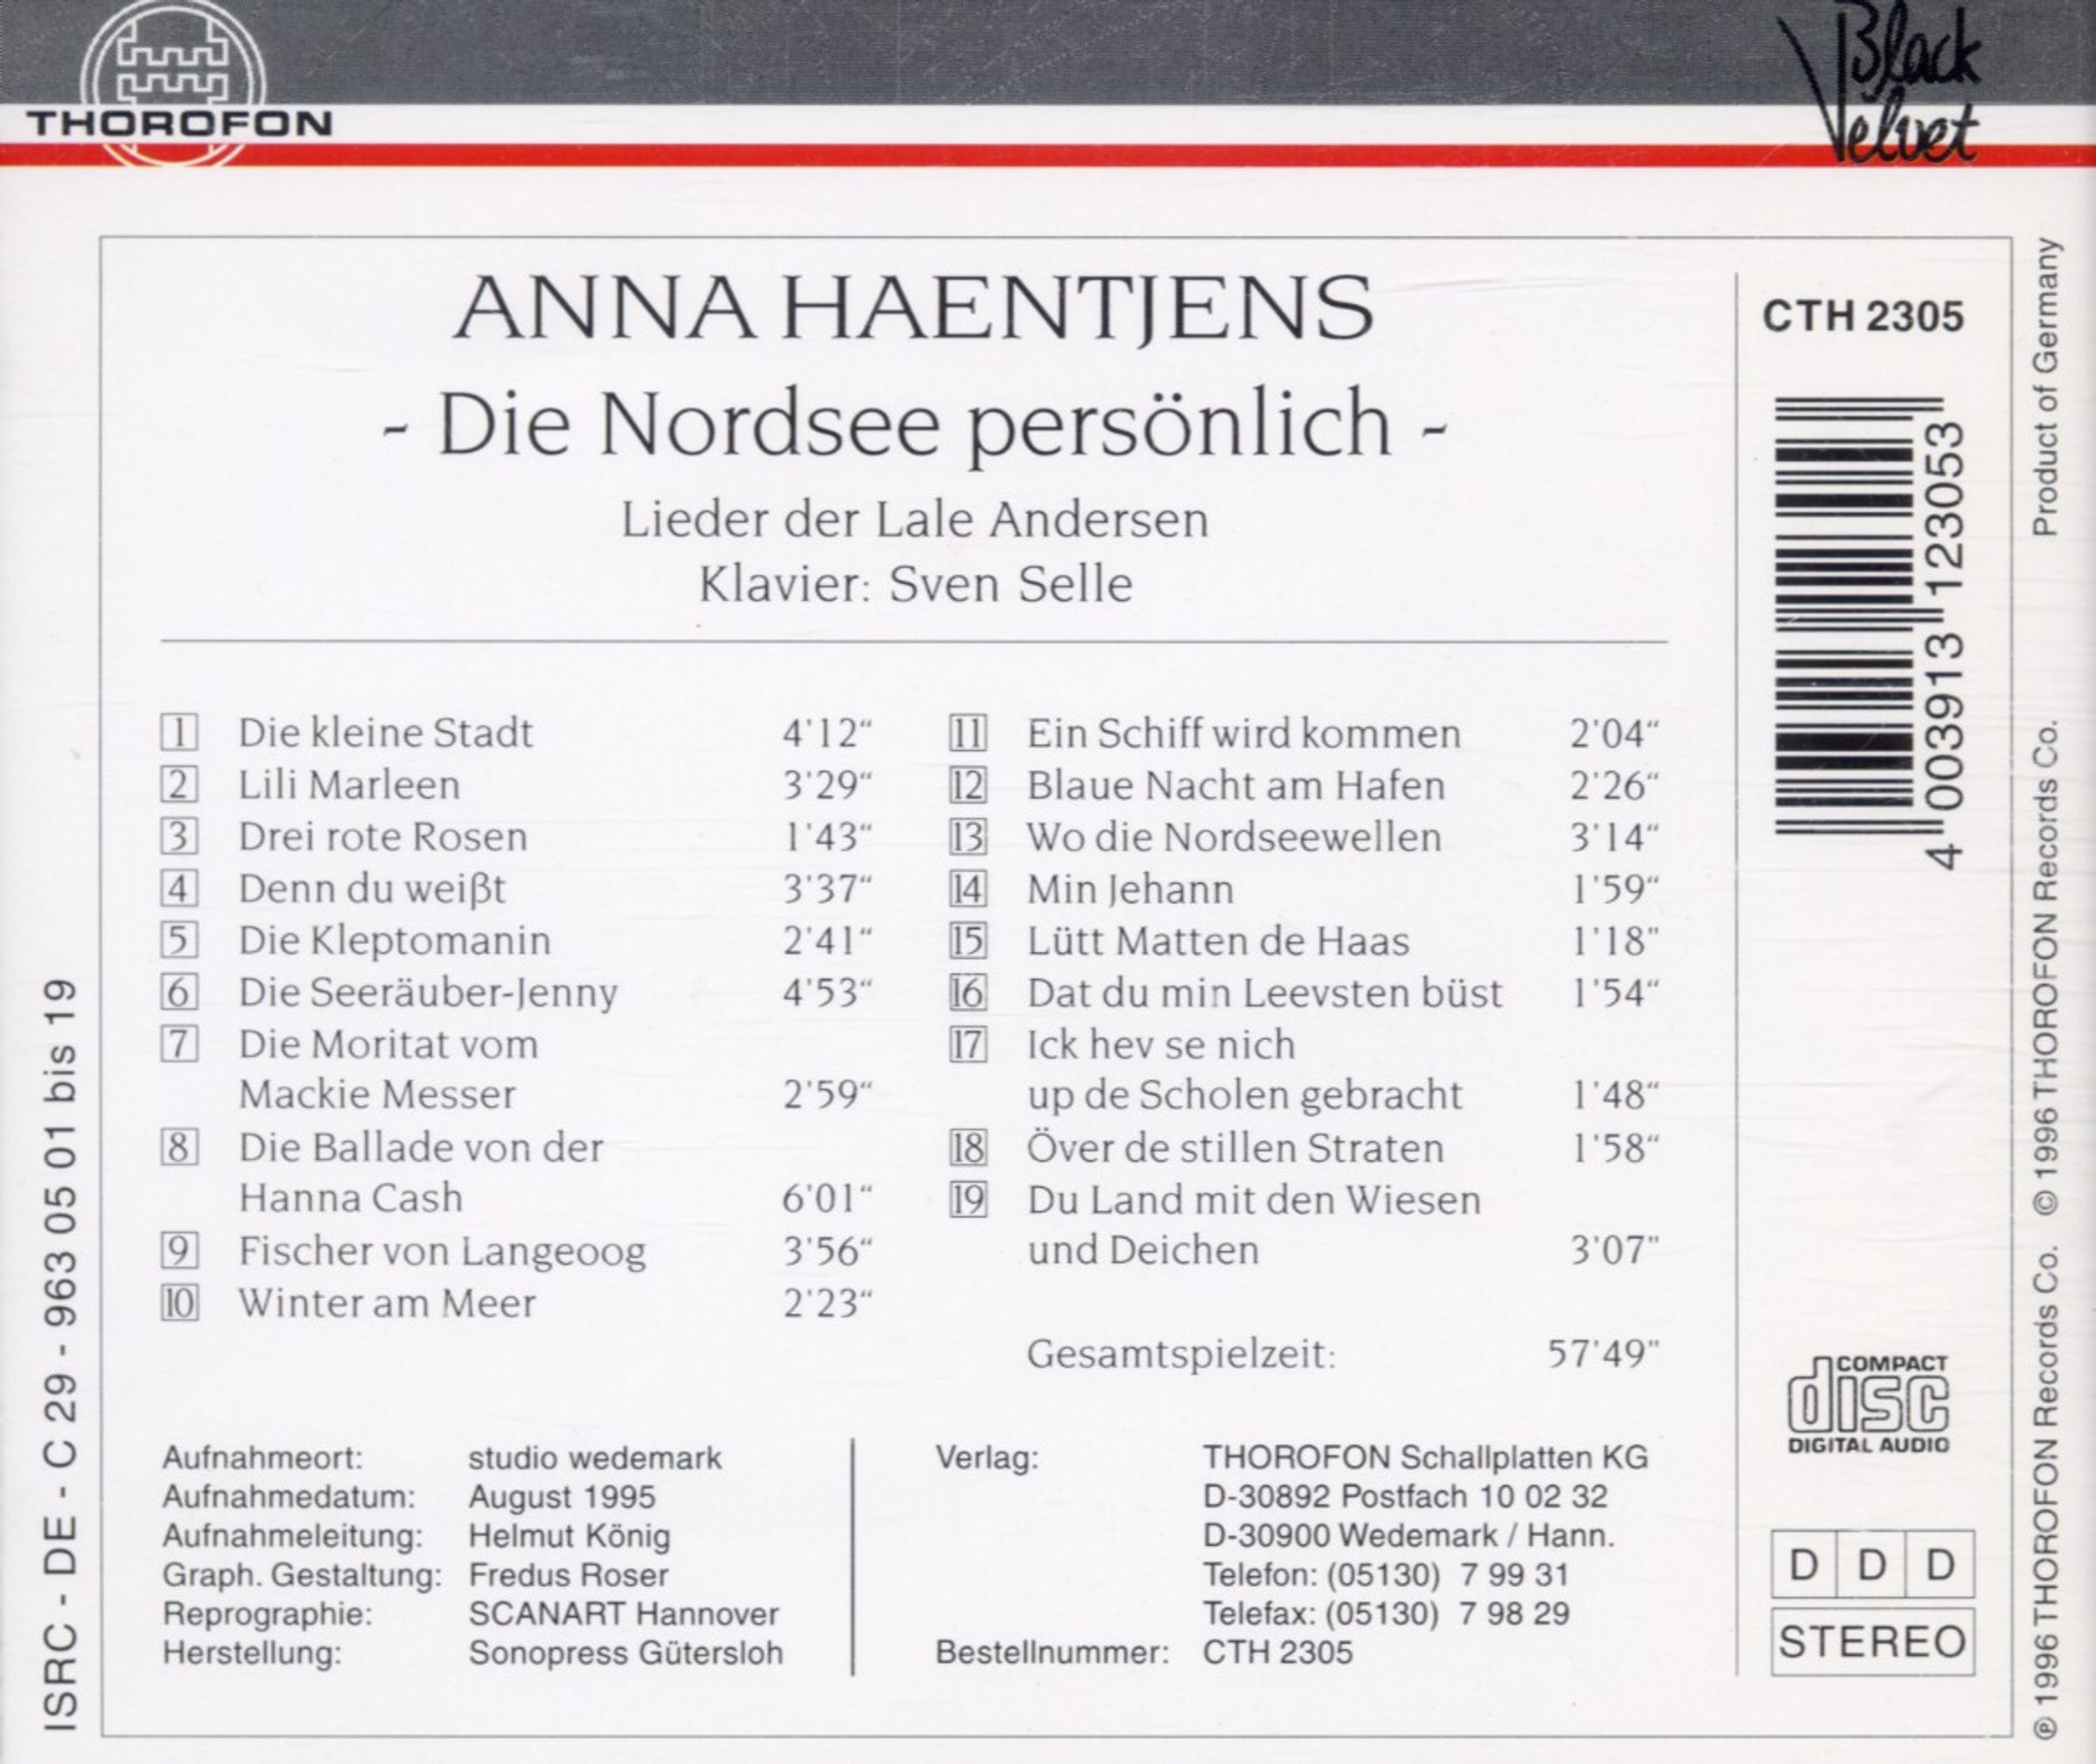 THOROFON
Black
Velvet
ANNA HAENTJENS
- Die Nordsee persönlich -
Lieder der Lale Andersen
Klavier: Sven Selle
1 Die kleine Stadt 4'12“
2 Lili Marleen 3'29“
3 Drei rote Rosen 1'43“
4 Denn du weißt 3'37“
5 Die Kleptomanin 2'41“
6 Die Seeräuber-Jenny 4'53“
7 Die Moritat vom
Mackie Messer 2'59“
8 Die Ballade von der
Hanna Cash 6'01“
9 Fischer von Langeoog 3'56“
10 Winter am Meer 2'23“
11 Ein Schiff wird kommen 2'04“
12 Blaue Nacht am Hafen 2'26“
13 Wo die Nordseewellen 3'14“
14 Min Jehann 1'59“
15 Lütt Matten de Haas 1'18"
16 Dat du min Leevsten büst 1'54“
17 Ick hev se nich
up de Scholen gebracht 1'48“
18 Över de stillen Straten 1'58“
19 Du Land mit den Wiesen
und Deichen 3'07"
Gesamtspielzeit: 57'49"
Aufnahmeort: studio wedemark
Aufnahmedatum: August 1995
Aufnahmeleitung: Helmut König
Graph. Gestaltung: Fredus Roser
Reprographie: SCANART Hannover
Herstellung: Sonopress Gütersloh
Verlag: THOROFON Schallplatten KG
D-30892 Postfach 10 02 32
D-30900 Wedemark / Hann.
Telefon: (05130) 7 99 31
Telefax: (05130) 7 98 29
Bestellnummer: CTH 2305
CTH 2305
4 003913 123053
COMPACT
disc
DIGITAL AUDIO
D D D
STEREO
ISRC - DE - C 29 - 963 05 01 bis 19
℗ 1996 THOROFON Records Co. © 1996 THOROFON Records Co. Product of Germany